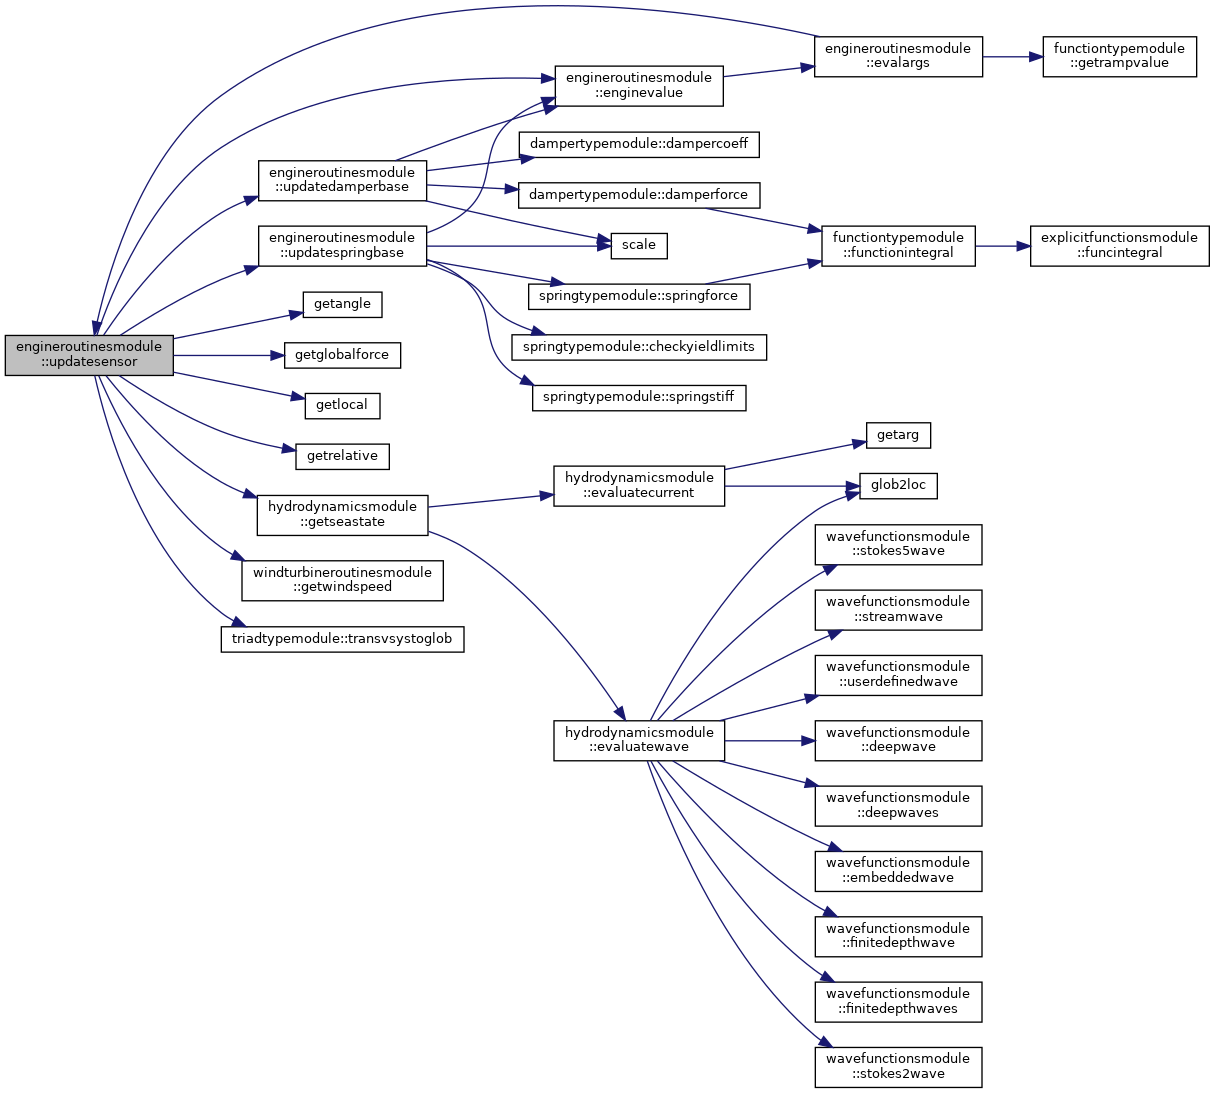 engineroutinesmodule
::updatesensor
engineroutinesmodule
::enginevalue
engineroutinesmodule
::evalargs
functiontypemodule
::getrampvalue
engineroutinesmodule
::updatedamperbase
dampertypemodule::dampercoeff
dampertypemodule::damperforce
scale
engineroutinesmodule
::updatespringbase
functiontypemodule
::functionintegral
explicitfunctionsmodule
::funcintegral
springtypemodule::springforce
springtypemodule::checkyieldlimits
springtypemodule::springstiff
getangle
getglobalforce
getlocal
getrelative
hydrodynamicsmodule
::getseastate
hydrodynamicsmodule
::evaluatecurrent
getarg
glob2loc
windturbineroutinesmodule
::getwindspeed
triadtypemodule::transvsystoglob
hydrodynamicsmodule
::evaluatewave
wavefunctionsmodule
::stokes5wave
wavefunctionsmodule
::streamwave
wavefunctionsmodule
::userdefinedwave
wavefunctionsmodule
::deepwave
wavefunctionsmodule
::deepwaves
wavefunctionsmodule
::embeddedwave
wavefunctionsmodule
::finitedepthwave
wavefunctionsmodule
::finitedepthwaves
wavefunctionsmodule
::stokes2wave